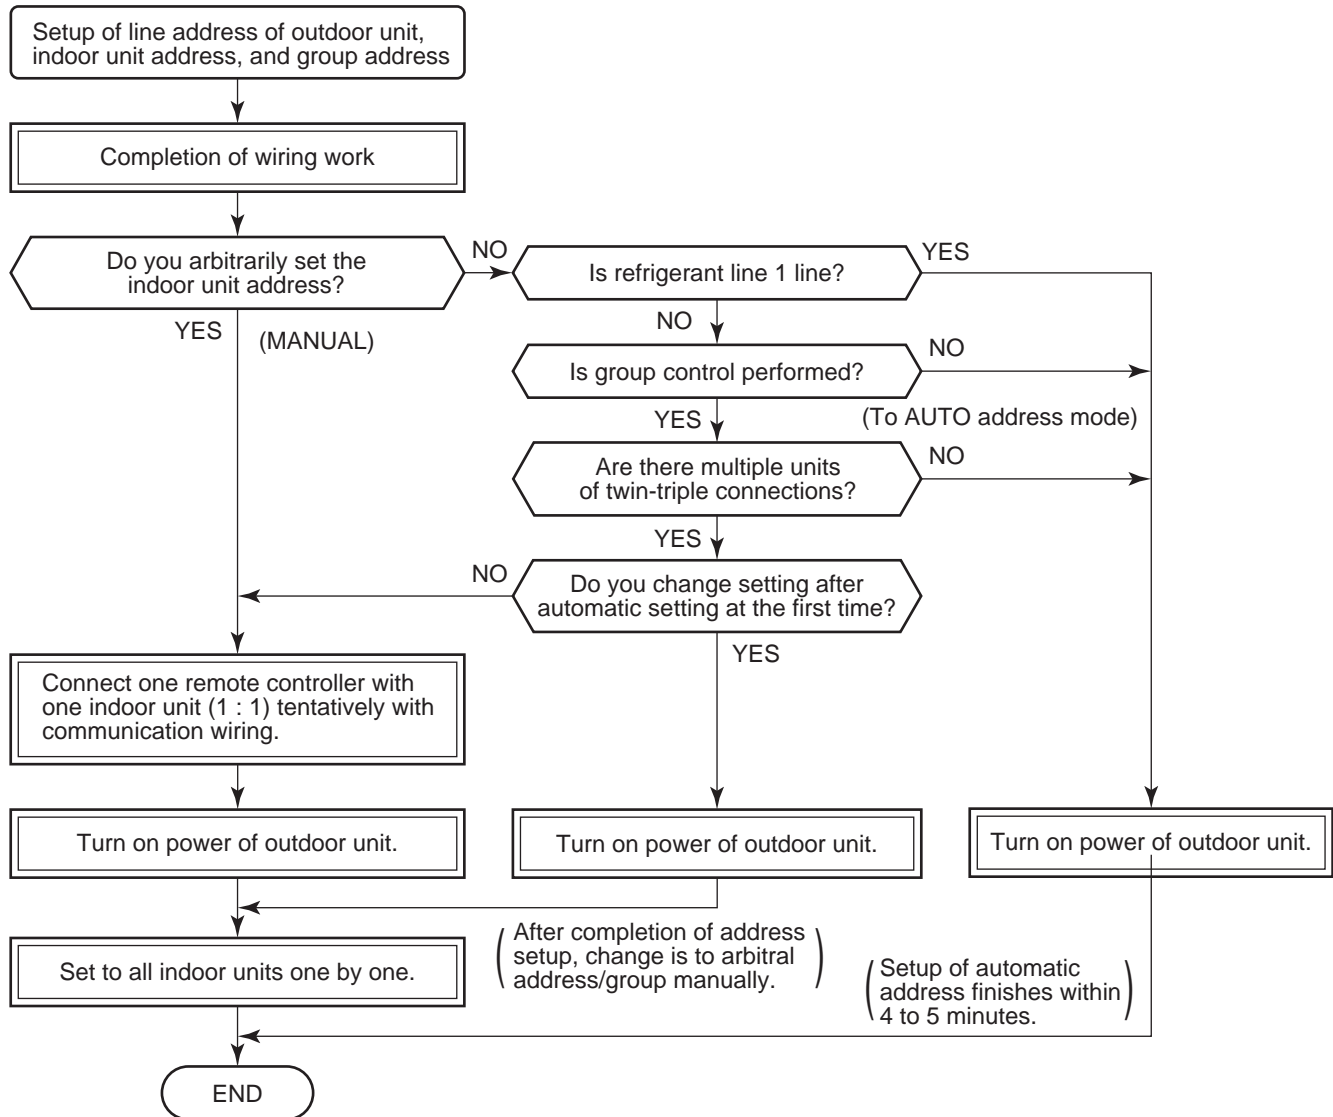 Setup of line address of outdoor unit,
indoor unit address, and group address
Completion of wiring work
Do you arbitrarily set the
indoor unit address?
NO
Is refrigerant line 1 line?
YES
YES
(MANUAL)
NO
Is group control performed?
NO
YES
(To AUTO address mode)
Are there multiple units
of twin-triple connections?
NO
YES
NO
Do you change setting after
automatic setting at the first time?
YES
Connect one remote controller with
one indoor unit (1 : 1) tentatively with
communication wiring.
Turn on power of outdoor unit.
Turn on power of outdoor unit.
Turn on power of outdoor unit.
Set to all indoor units one by one.
(After completion of address
setup, change is to arbitral
address/group manually.)
(Setup of automatic
address finishes within
4 to 5 minutes.)
END